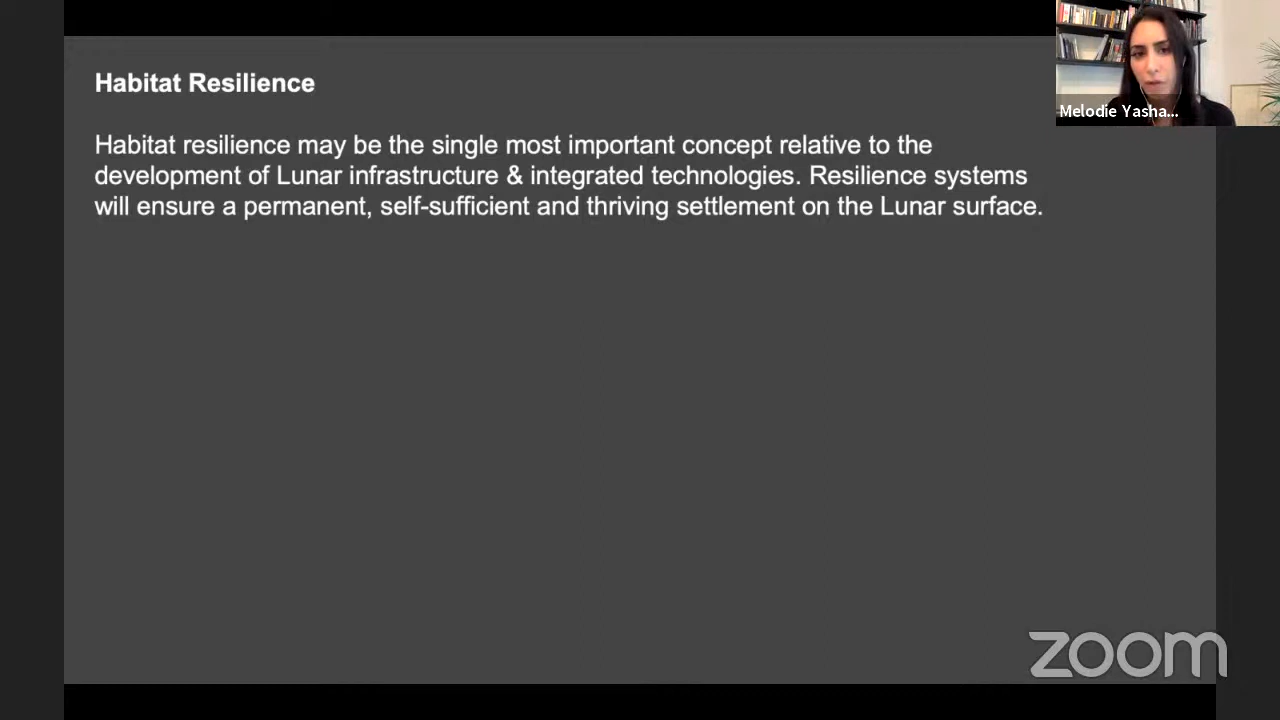 Habitat Resilience
Melodie Yasha...
Habitat resilience may be the single most important concept relative to the
development of Lunar infrastructure & integrated technologies. Resilience systems
will ensure a permanent, self-sufficient and thriving settlement on the Lunar surface.
zoom